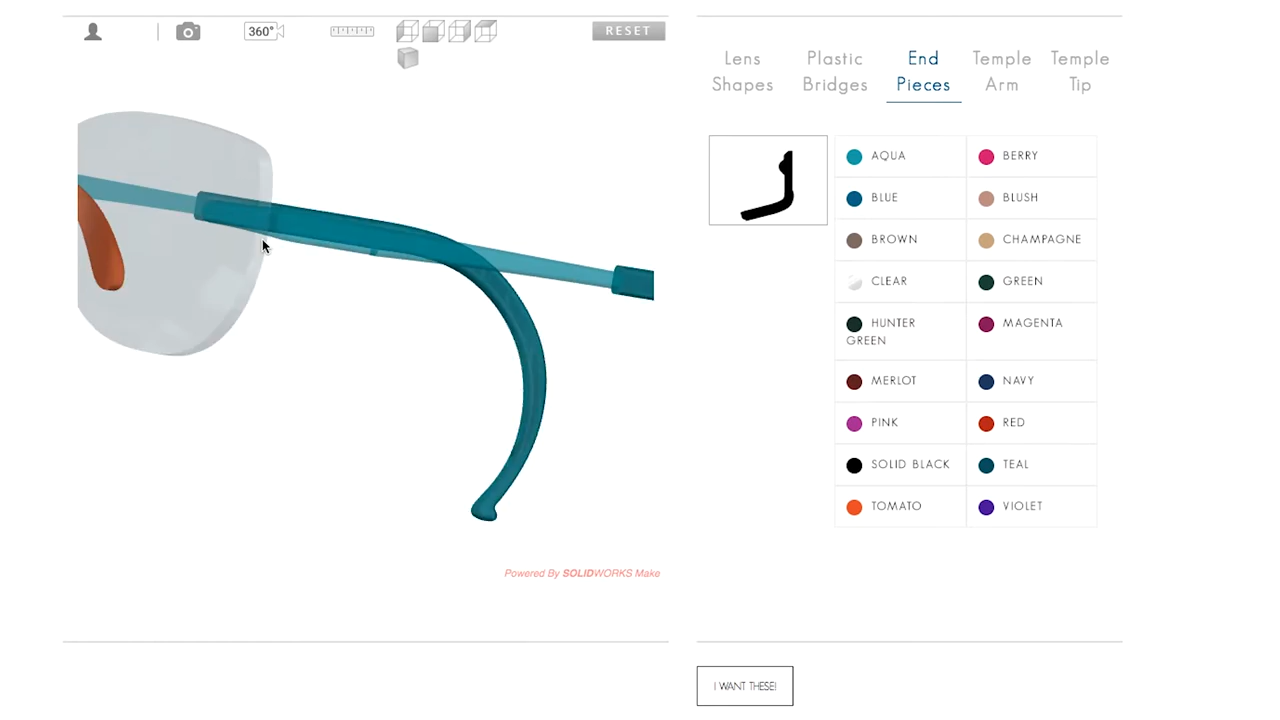 360°
RESET
Lens
Shapes
Plastic
Bridges
End
Pieces
Temple
Arm
Temple
Tip
AQUA
BERRY
BLUE
BLUSH
BROWN
CHAMPAGNE
CLEAR
GREEN
HUNTER
GREEN
MAGENTA
MERLOT
NAVY
PINK
RED
SOLID BLACK
TEAL
TOMATO
VIOLET
Powered By SOLIDWORKS Make
I WANT THESE!